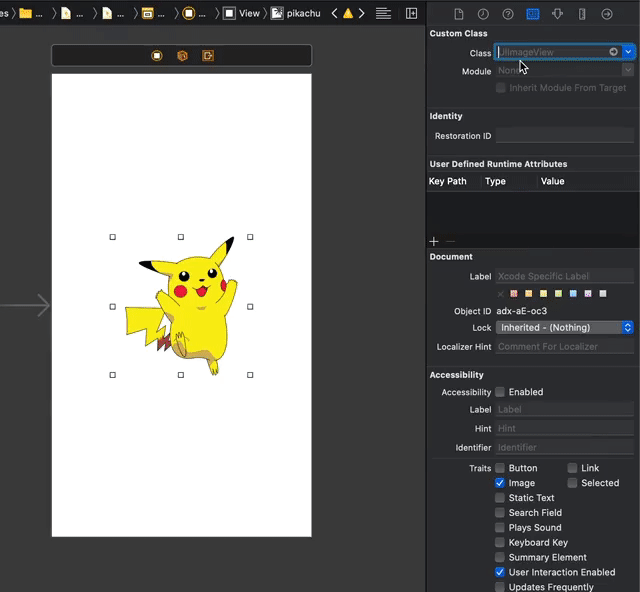 es
View
pikachu
Custom Class
Class UIImageView
Module None
Inherit Module From Target
Identity
Restoration ID
User Defined Runtime Attributes
Key Path Type Value
Document
Label Xcode Specific Label
Object ID adx-aE-oc3
Lock Inherited - (Nothing)
Localizer Hint Comment For Localizer
Accessibility
Accessibility Enabled
Label Label
Hint Hint
Identifier Identifier
Traits Button Link
Image Selected
Static Text
Search Field
Plays Sound
Keyboard Key
Summary Element
User Interaction Enabled
Updates Frequently